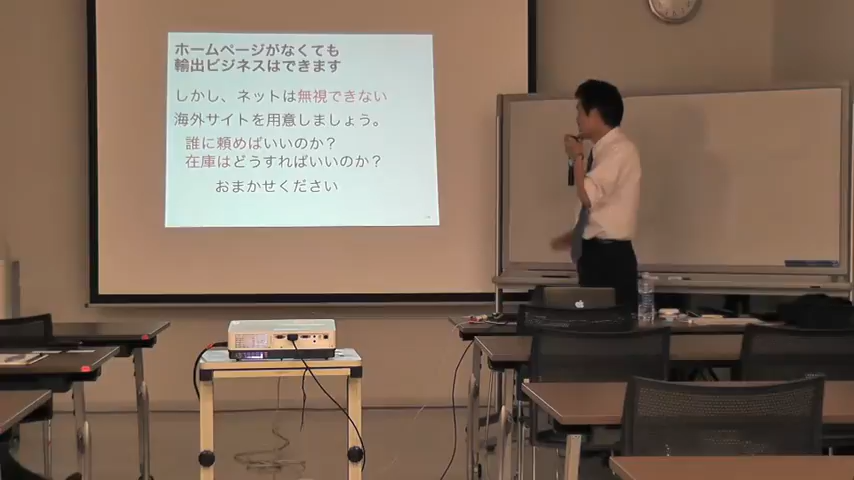 ホームページがなくても
輸出ビジネスはできます
しかし、ネットは無視できない
海外サイトを用意しましょう。
誰に頼めばいいのか？
在庫はどうすればいいのか？
おまかせください